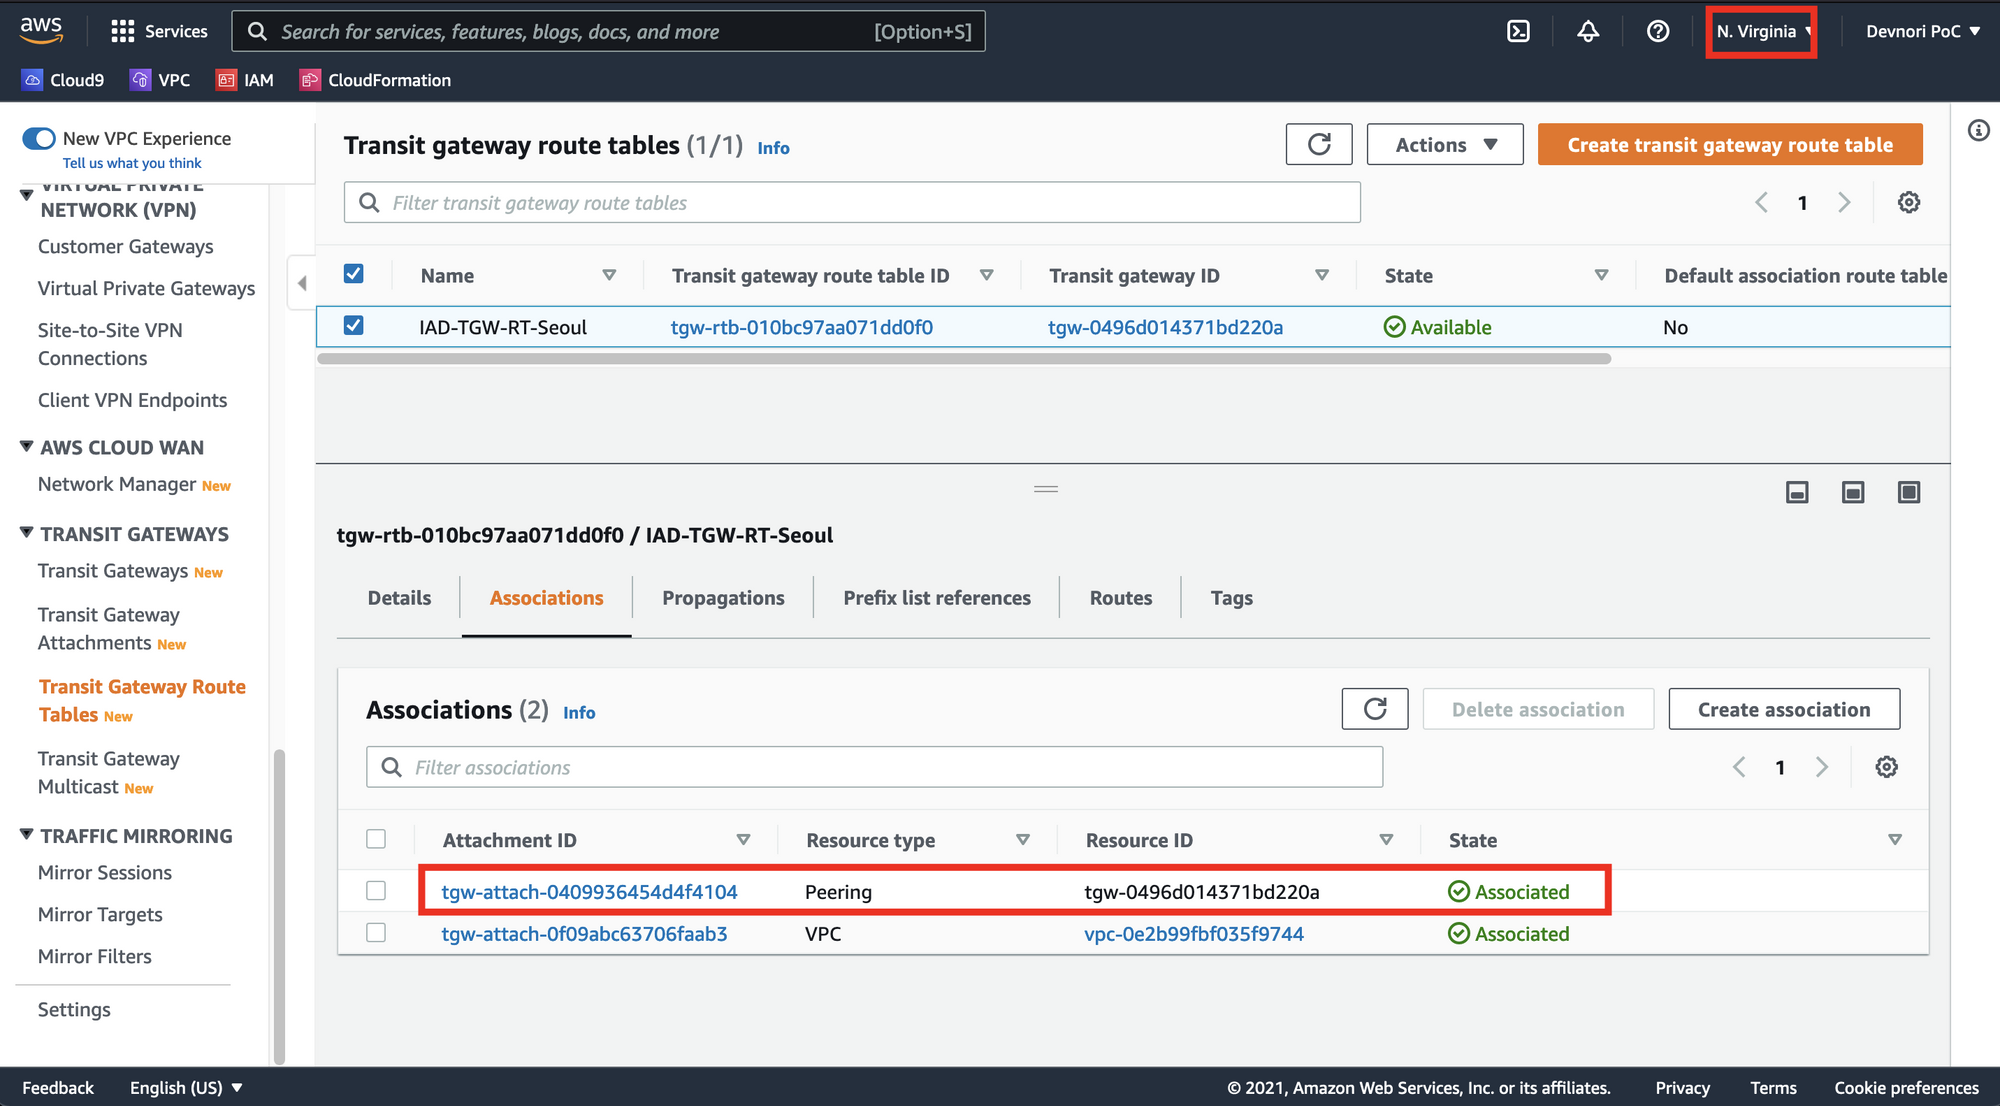 aws
Services
Search for services, features, blogs, docs, and more
[Option+S]
N. Virginia
Devnori PoC
Cloud9
VPC
IAM
CloudFormation
New VPC Experience
Tell us what you think
VIRTUAL PRIVATE
NETWORK (VPN)
Customer Gateways
Virtual Private Gateways
Site-to-Site VPN
Connections
Client VPN Endpoints
AWS CLOUD WAN
Network Manager New
TRANSIT GATEWAYS
Transit Gateways New
Transit Gateway
Attachments New
Transit Gateway Route
Tables New
Transit Gateway
Multicast New
TRAFFIC MIRRORING
Mirror Sessions
Mirror Targets
Mirror Filters
Settings
Transit gateway route tables (1/1) Info
Actions
Create transit gateway route table
Filter transit gateway route tables
1
Name
Transit gateway route table ID
Transit gateway ID
State
Default association route table
IAD-TGW-RT-Seoul
tgw-rtb-010bc97aa071dd0f0
tgw-0496d014371bd220a
Available
No
tgw-rtb-010bc97aa071dd0f0 / IAD-TGW-RT-Seoul
Details
Associations
Propagations
Prefix list references
Routes
Tags
Associations (2) Info
Delete association
Create association
Filter associations
1
Attachment ID
Resource type
Resource ID
State
tgw-attach-0409936454d4f4104
Peering
tgw-0496d014371bd220a
Associated
tgw-attach-0f09abc63706faab3
VPC
vpc-0e2b99fbf035f9744
Associated
Feedback
English (US)
© 2021, Amazon Web Services, Inc. or its affiliates.
Privacy
Terms
Cookie preferences